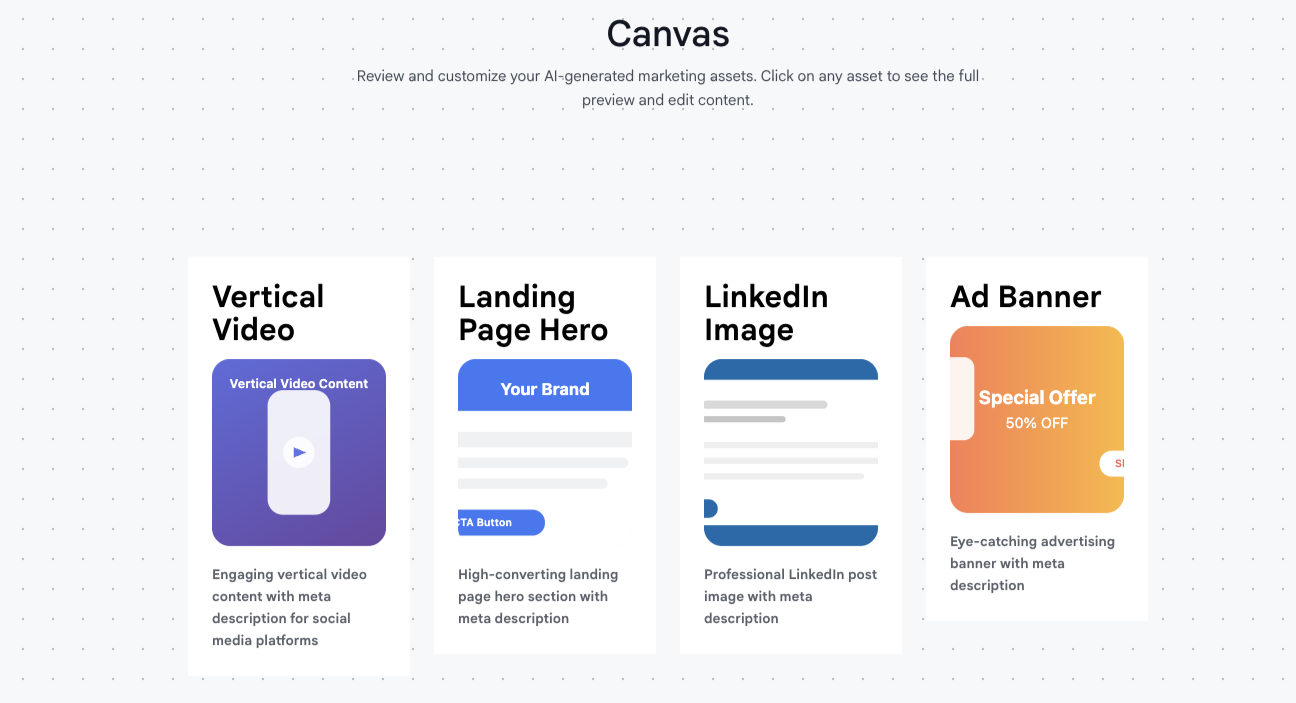 Canvas
Review and customize your AI-generated marketing assets. Click on any asset to see the full
preview and edit content.
Vertical
Video
Vertical Video Content
Engaging vertical video
content with meta
description for social
media platforms
Landing
Page Hero
Your Brand
CTA Button
High-converting landing
page hero section with
meta description
LinkedIn
Image
Professional LinkedIn post
image with meta
description
Ad Banner
Special Offer
50% OFF
Eye-catching advertising
banner with meta
description